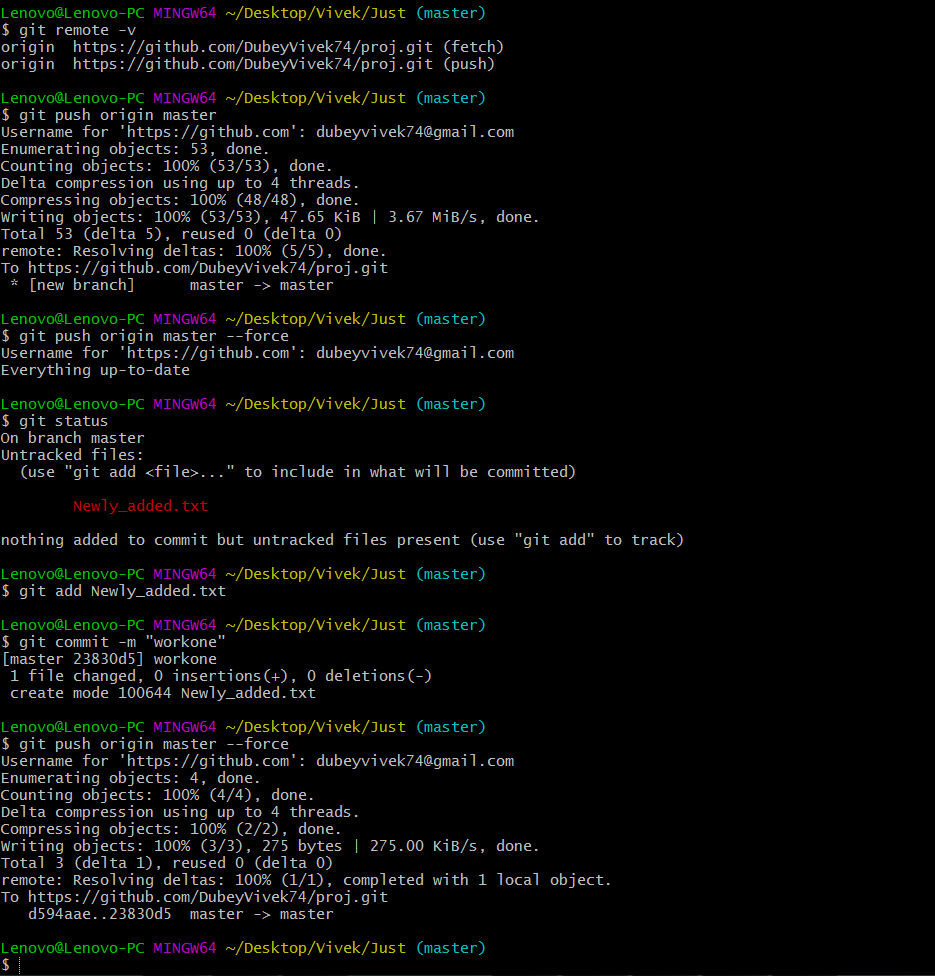 Lenovo@Lenovo-PC MINGW64 ~/Desktop/Vivek/Just (master)
$ git remote -v
origin  https://github.com/DubeyVivek74/proj.git (fetch)
origin  https://github.com/DubeyVivek74/proj.git (push)

Lenovo@Lenovo-PC MINGW64 ~/Desktop/Vivek/Just (master)
$ git push origin master
Username for 'https://github.com': dubeyvivek74@gmail.com
Enumerating objects: 53, done.
Counting objects: 100% (53/53), done.
Delta compression using up to 4 threads.
Compressing objects: 100% (48/48), done.
Writing objects: 100% (53/53), 47.65 KiB | 3.67 MiB/s, done.
Total 53 (delta 5), reused 0 (delta 0)
remote: Resolving deltas: 100% (5/5), done.
To https://github.com/DubeyVivek74/proj.git
 * [new branch]      master -> master

Lenovo@Lenovo-PC MINGW64 ~/Desktop/Vivek/Just (master)
$ git push origin master --force
Username for 'https://github.com': dubeyvivek74@gmail.com
Everything up-to-date

Lenovo@Lenovo-PC MINGW64 ~/Desktop/Vivek/Just (master)
$ git status
On branch master
Untracked files:
  (use "git add <file>..." to include in what will be committed)

        Newly_added.txt

nothing added to commit but untracked files present (use "git add" to track)

Lenovo@Lenovo-PC MINGW64 ~/Desktop/Vivek/Just (master)
$ git add Newly_added.txt

Lenovo@Lenovo-PC MINGW64 ~/Desktop/Vivek/Just (master)
$ git commit -m "workone"
[master 23830d5] workone
 1 file changed, 0 insertions(+), 0 deletions(-)
 create mode 100644 Newly_added.txt

Lenovo@Lenovo-PC MINGW64 ~/Desktop/Vivek/Just (master)
$ git push origin master --force
Username for 'https://github.com': dubeyvivek74@gmail.com
Enumerating objects: 4, done.
Counting objects: 100% (4/4), done.
Delta compression using up to 4 threads.
Compressing objects: 100% (2/2), done.
Writing objects: 100% (3/3), 275 bytes | 275.00 KiB/s, done.
Total 3 (delta 1), reused 0 (delta 0)
remote: Resolving deltas: 100% (1/1), completed with 1 local object.
To https://github.com/DubeyVivek74/proj.git
   d594aae..23830d5  master -> master

Lenovo@Lenovo-PC MINGW64 ~/Desktop/Vivek/Just (master)
$